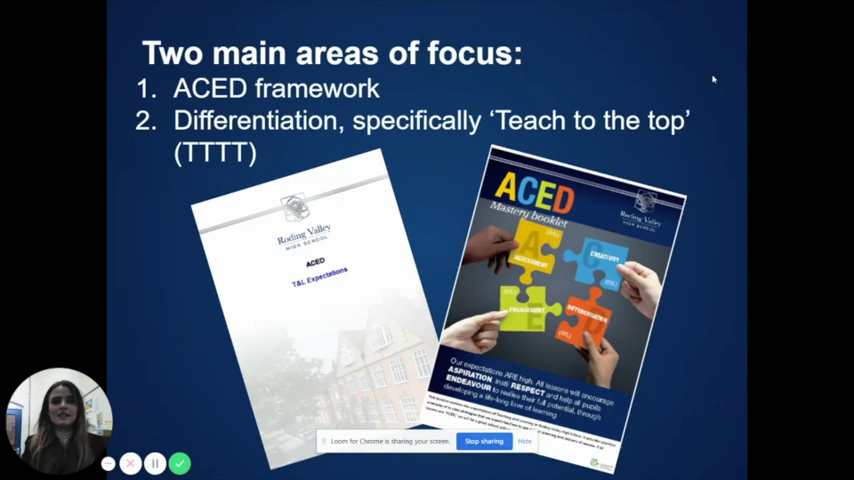 Two main areas of focus:
1. ACED framework
2. Differentiation, specifically ‘Teach to the top’
(TTTT)
Roding Valley
HIGH SCHOOL
ACED
T&L Expectations
ACED
Mastery booklet
Roding Valley
HIGH SCHOOL
ASSESSMENT
CREATIVITY
ENGAGEMENT
DIFFERENTIATION
Our expectations ARE high. All lessons will encourage
ASPIRATION, instil RESPECT and help all pupils
ENDEAVOUR to realise their full potential, through
developing a life-long love of learning
Loom for Chrome is sharing your screen.
Stop sharing
Hide